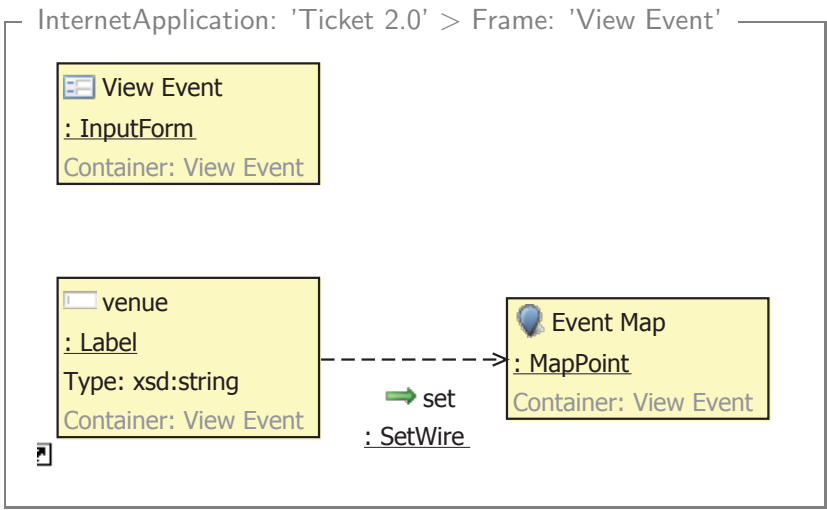 InternetApplication: 'Ticket 2.0' > Frame: 'View Event'
View Event
: InputForm
Container: View Event
venue
: Label
Type: xsd:string
Container: View Event
set
: SetWire
Event Map
: MapPoint
Container: View Event